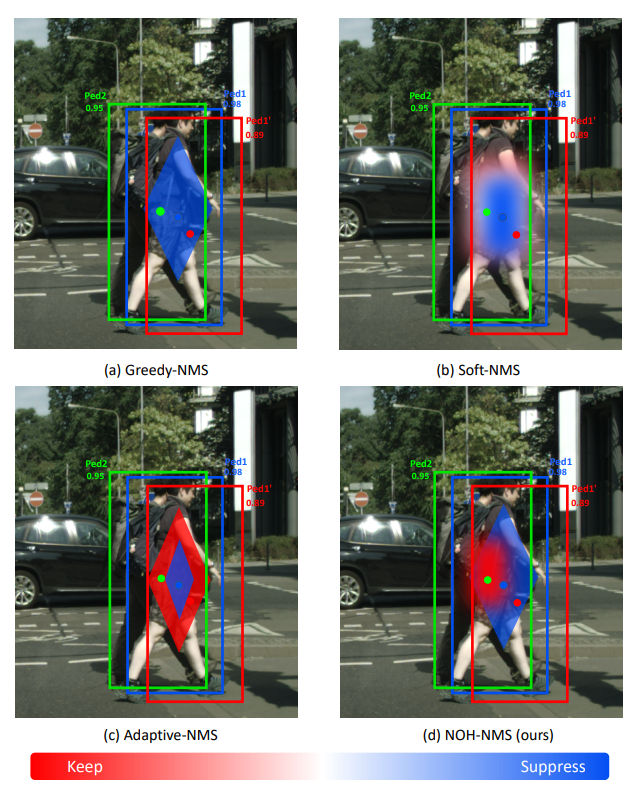 Ped2
0.95
Ped1
0.98
Ped1'
0.89
Ped2
0.95
Ped1
0.98
Ped1'
0.89
(a) Greedy-NMS
(b) Soft-NMS
Ped2
0.95
Ped1
0.98
Ped1'
0.89
Ped2
0.95
Ped1
0.98
Ped1'
0.89
(c) Adaptive-NMS
(d) NOH-NMS (ours)
Keep
Suppress